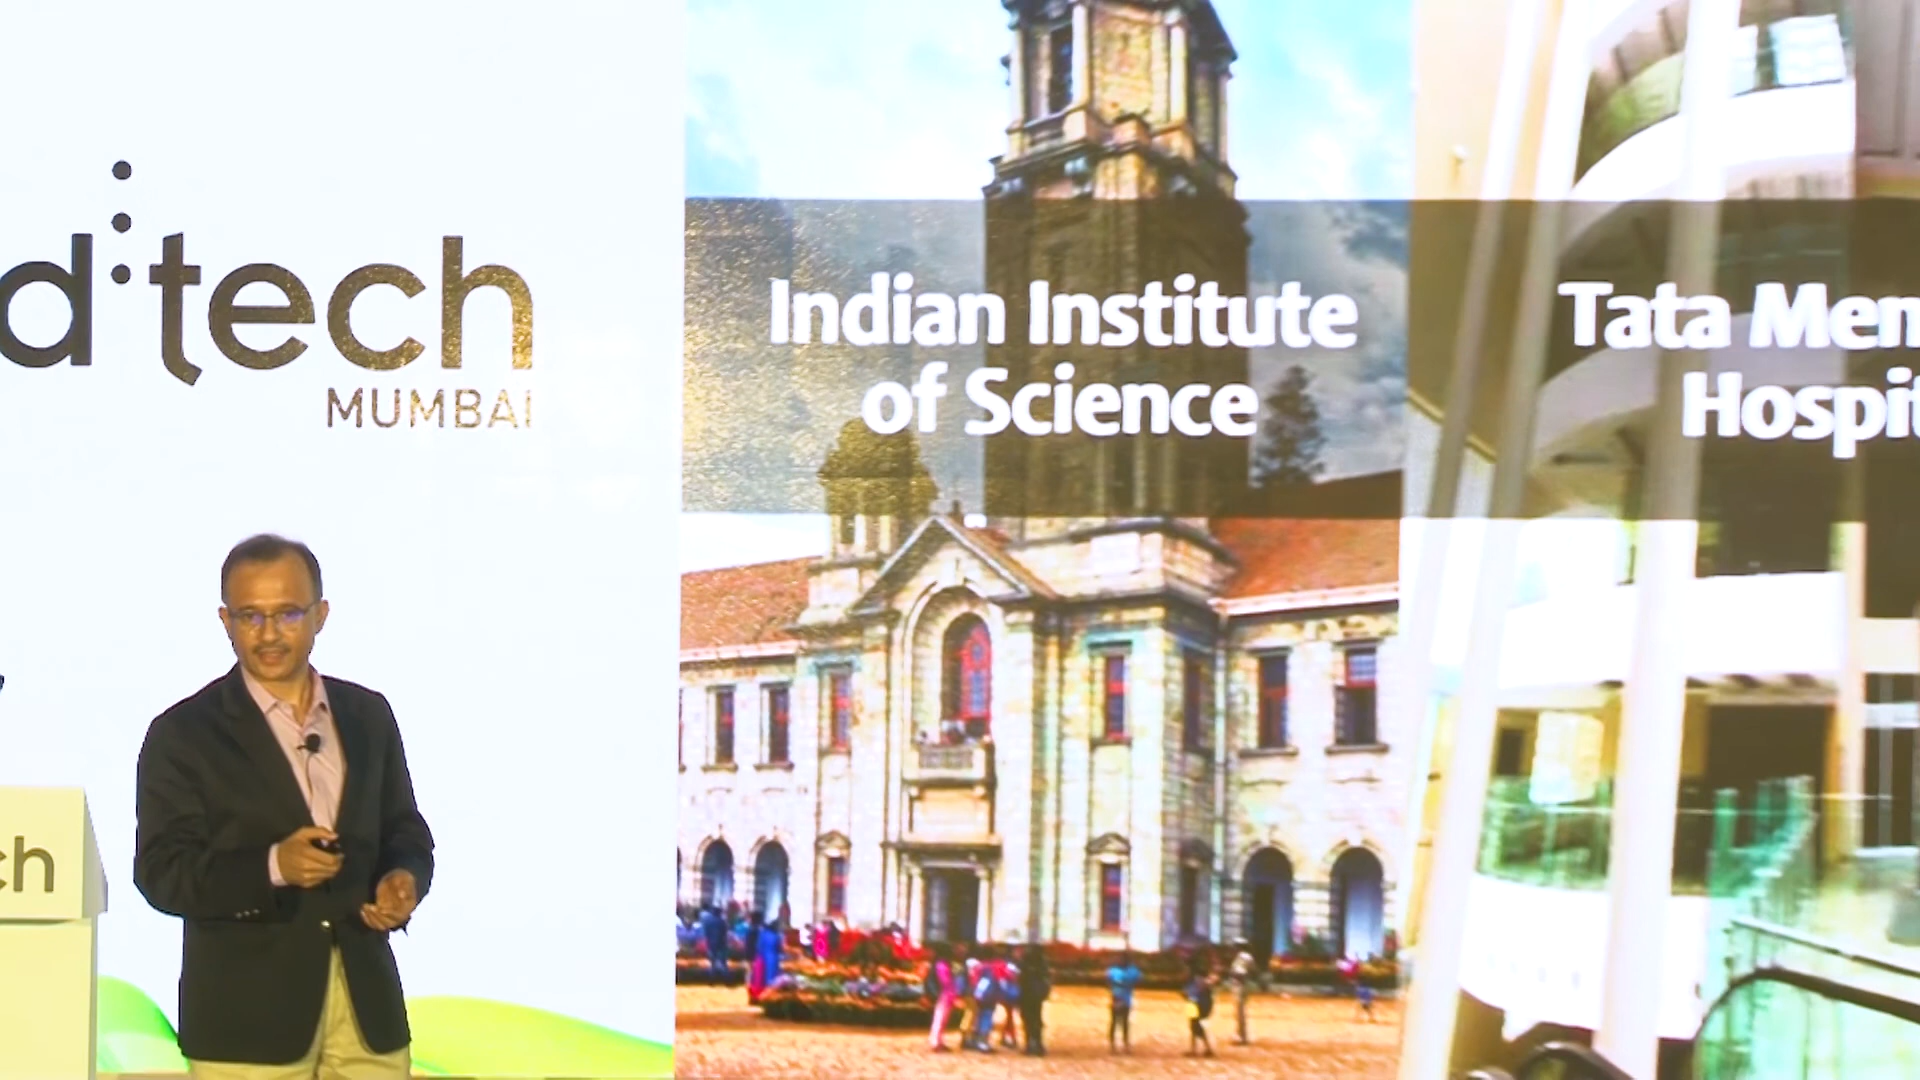 d:tech
MUMBAI
Indian Institute
of Science
Tata Mem
Hospit
ch